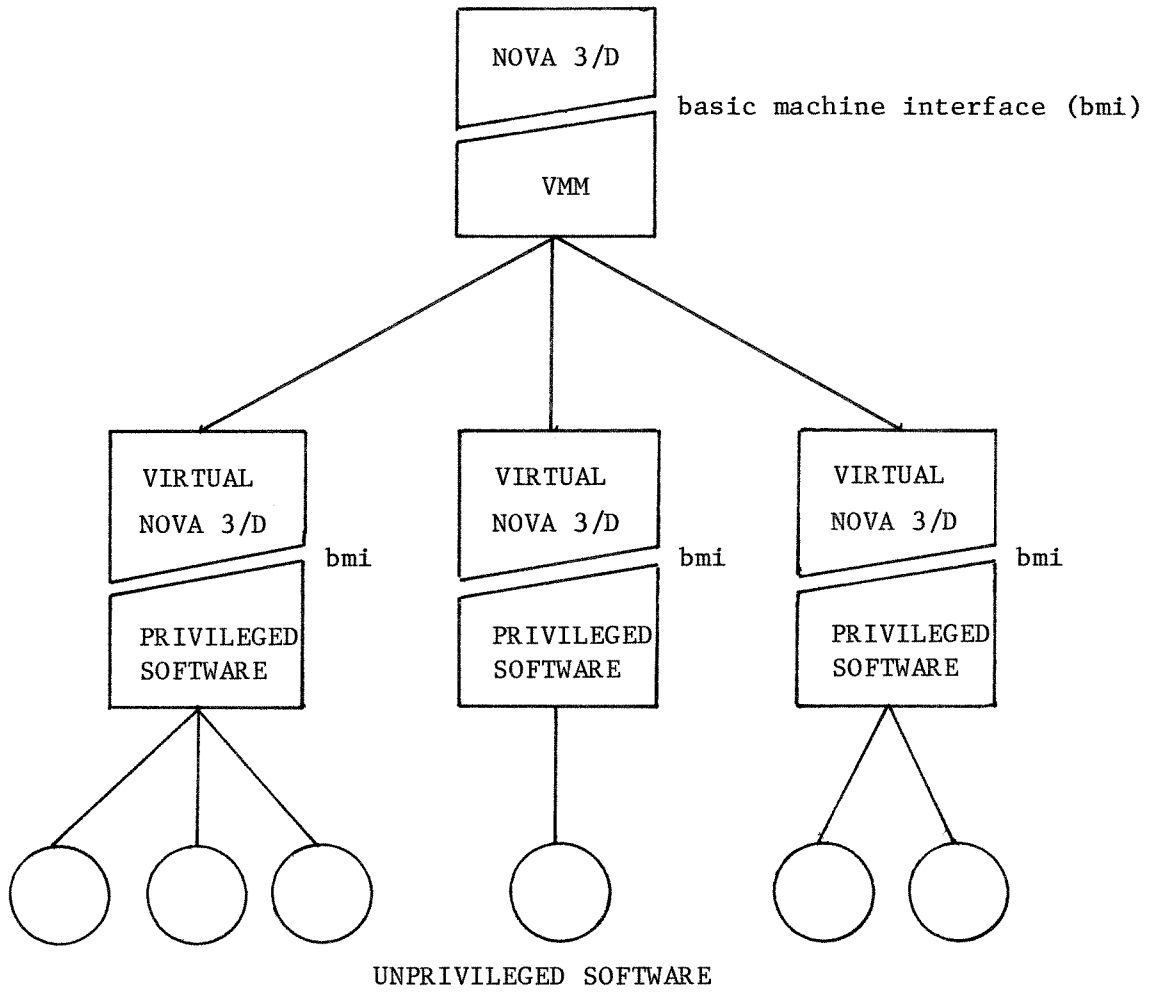 NOVA 3/D
basic machine interface (bmi)
VMM
VIRTUAL
NOVA 3/D
bmi
PRIVILEGED
SOFTWARE
VIRTUAL
NOVA 3/D
bmi
PRIVILEGED
SOFTWARE
VIRTUAL
NOVA 3/D
bmi
PRIVILEGED
SOFTWARE
UNPRIVILEGED SOFTWARE